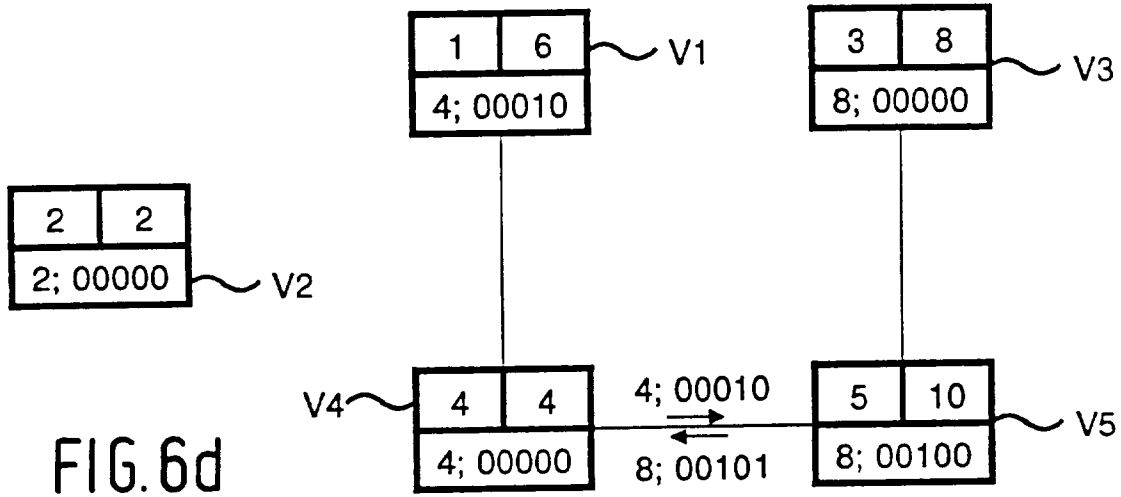 1 6 V1
4; 00010
3 8 V3
8; 00000
2 2
2; 00000 V2
V4 4 4
4; 00000
4; 00010
8; 00101
5 10 V5
8; 00100
FIG. 6d